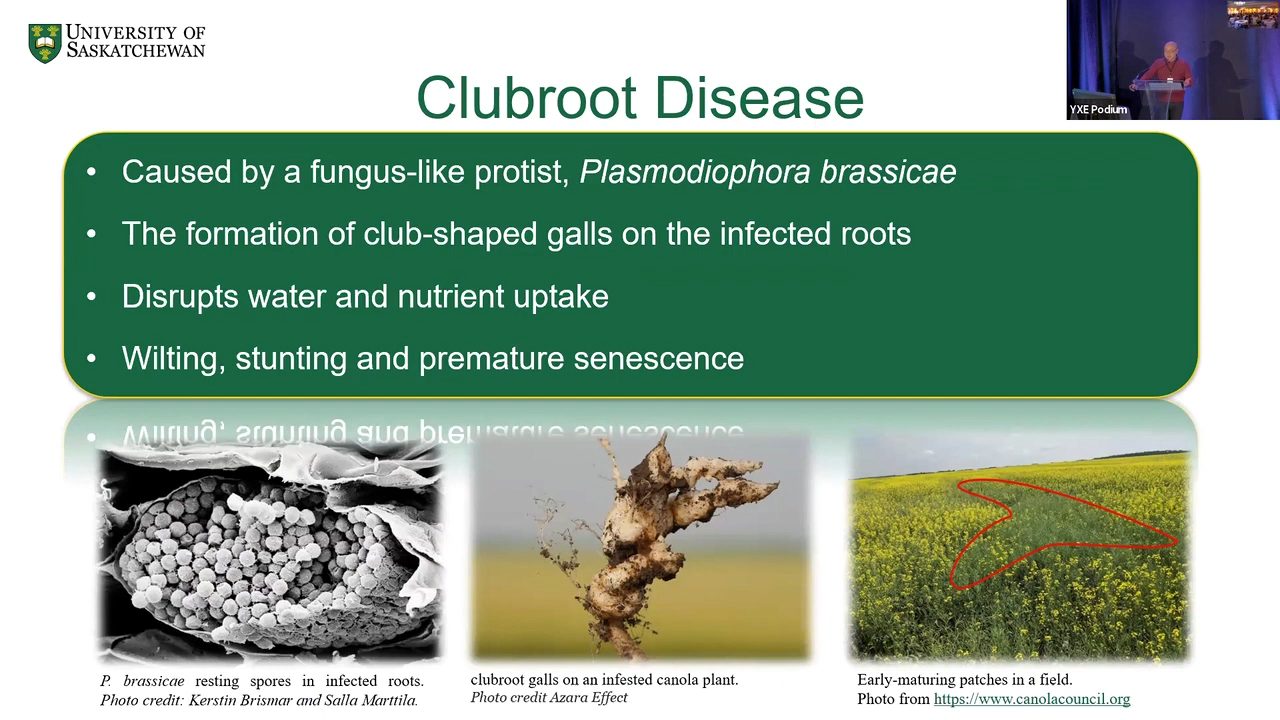 UNIVERSITY OF
SASKATCHEWAN
YXE Podium
Clubroot Disease
• Caused by a fungus-like protist, Plasmodiophora brassicae
• The formation of club-shaped galls on the infected roots
• Disrupts water and nutrient uptake
• Wilting, stunting and premature senescence
P. brassicae resting spores in infected roots.
Photo credit: Kerstin Brismar and Salla Marttila.
clubroot galls on an infested canola plant.
Photo credit Azara Effect
Early-maturing patches in a field.
Photo from https://www.canolacouncil.org